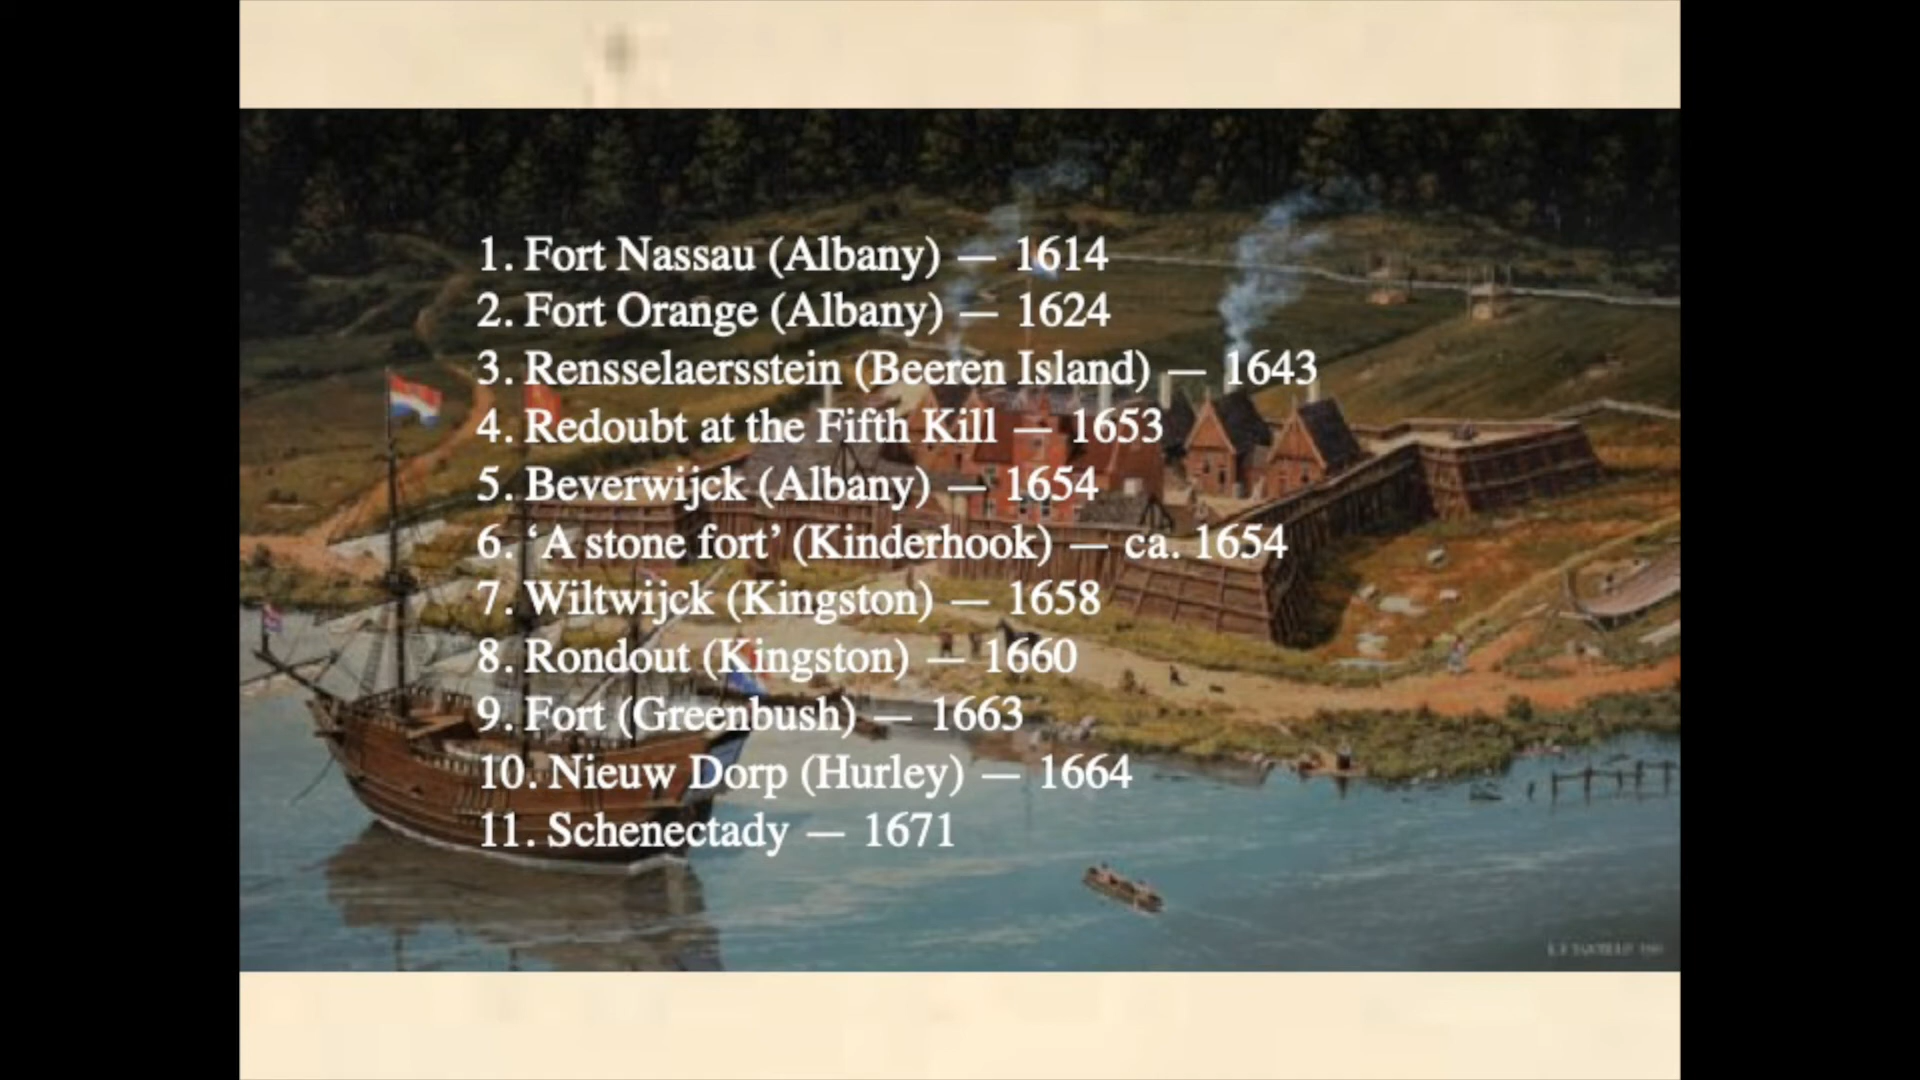 1. Fort Nassau (Albany) — 1614
2. Fort Orange (Albany) — 1624
3. Rensselaersstein (Beeren Island) — 1643
4. Redoubt at the Fifth Kill — 1653
5. Beverwijck (Albany) — 1654
6. ‘A stone fort’ (Kinderhook) — ca. 1654
7. Wiltwijck (Kingston) — 1658
8. Rondout (Kingston) — 1660
9. Fort (Greenbush) — 1663
10. Nieuw Dorp (Hurley) — 1664
11. Schenectady — 1671